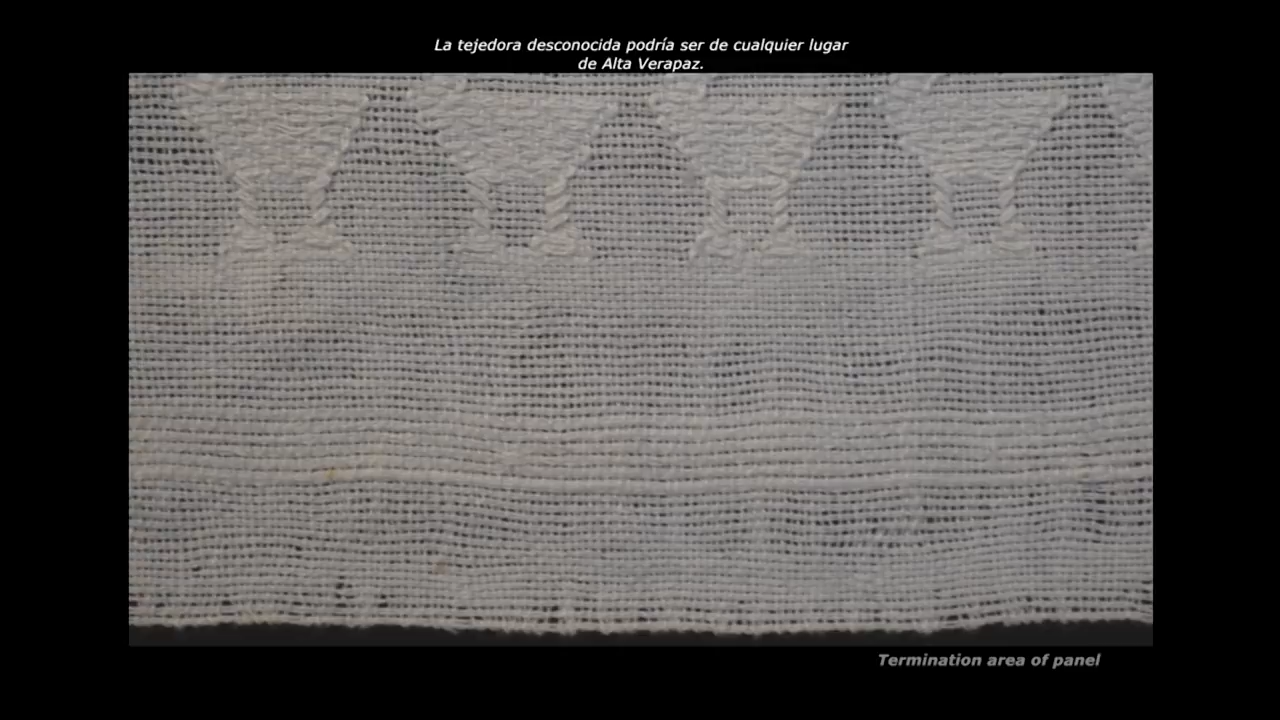 La tejedora desconocida podría ser de cualquier lugar
de Alta Verapaz.
Termination area of panel